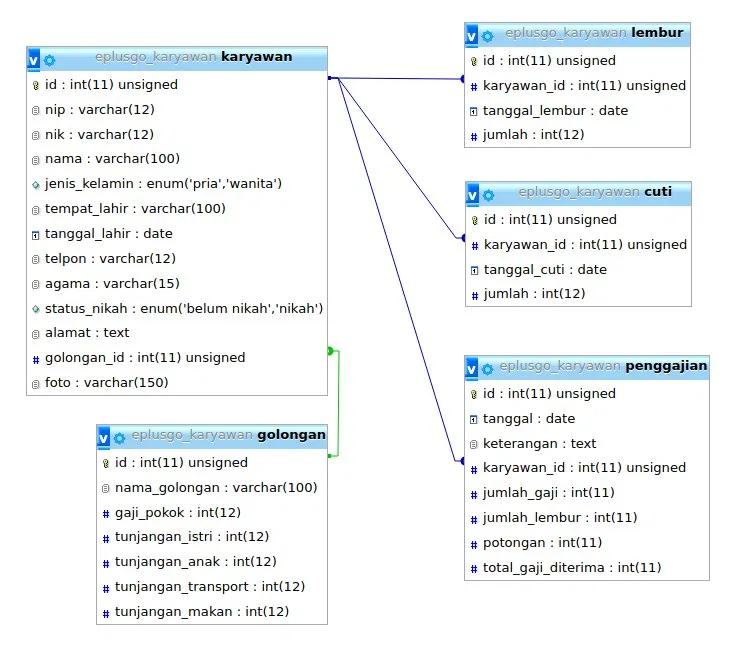 eplusgo_karyawan karyawan
id : int(11) unsigned
nip : varchar(12)
nik : varchar(12)
nama : varchar(100)
jenis_kelamin : enum('pria','wanita')
tempat_lahir : varchar(100)
tanggal_lahir : date
telpon : varchar(12)
agama : varchar(15)
status_nikah : enum('belum nikah','nikah')
alamat : text
golongan_id : int(11) unsigned
foto : varchar(150)
eplusgo_karyawan golongan
id : int(11) unsigned
nama_golongan : varchar(100)
gaji_pokok : int(12)
tunjangan_istri : int(12)
tunjangan_anak : int(12)
tunjangan_transport : int(12)
tunjangan_makan : int(12)
eplusgo_karyawan lembur
id : int(11) unsigned
karyawan_id : int(11) unsigned
tanggal_lembur : date
jumlah : int(12)
eplusgo_karyawan cuti
id : int(11) unsigned
karyawan_id : int(11) unsigned
tanggal_cuti : date
jumlah : int(12)
eplusgo_karyawan penggajian
id : int(11) unsigned
tanggal : date
keterangan : text
karyawan_id : int(11) unsigned
jumlah_gaji : int(11)
jumlah_lembur : int(11)
potongan : int(11)
total_gaji_diterima : int(11)